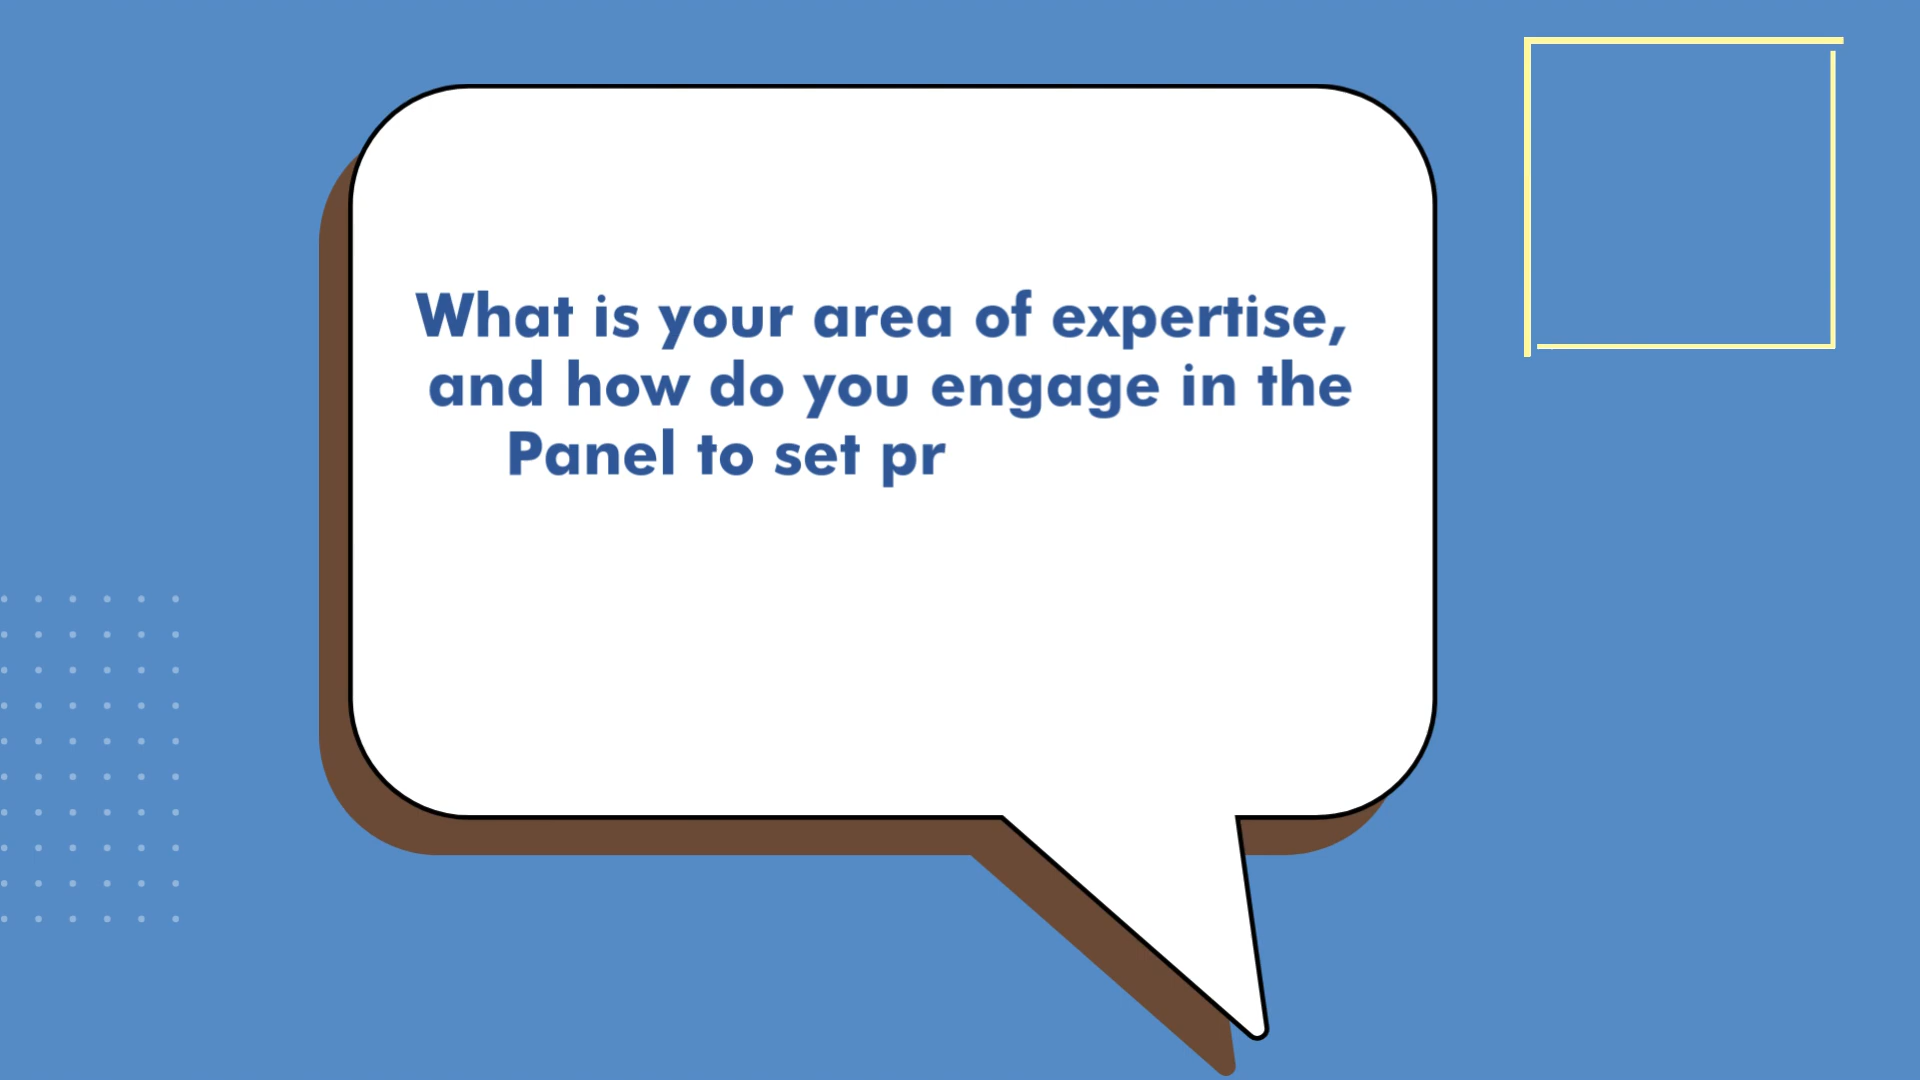 What is your area of expertise,
and how do you engage in the
Panel to set pr